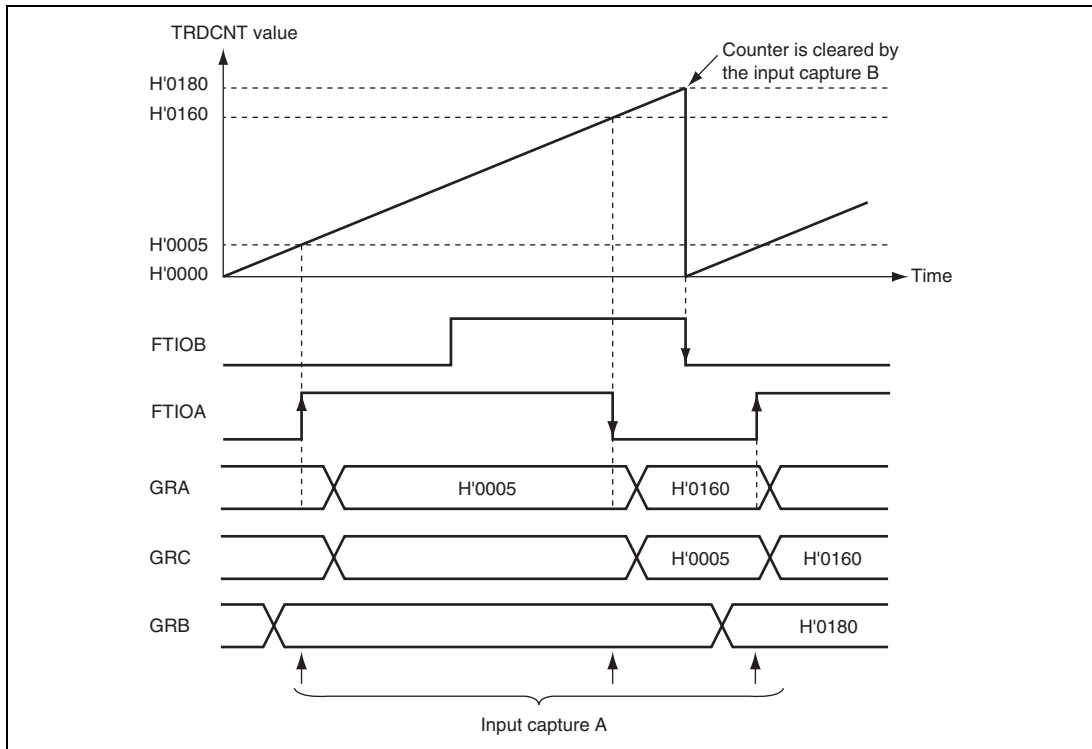 TRDCNT value
Counter is cleared by
the input capture B
H'0180
H'0160
H'0005
H'0000
Time
FTIOB
FTIOA
GRA
H'0005
H'0160
GRC
H'0005
H'0160
GRB
H'0180
Input capture A